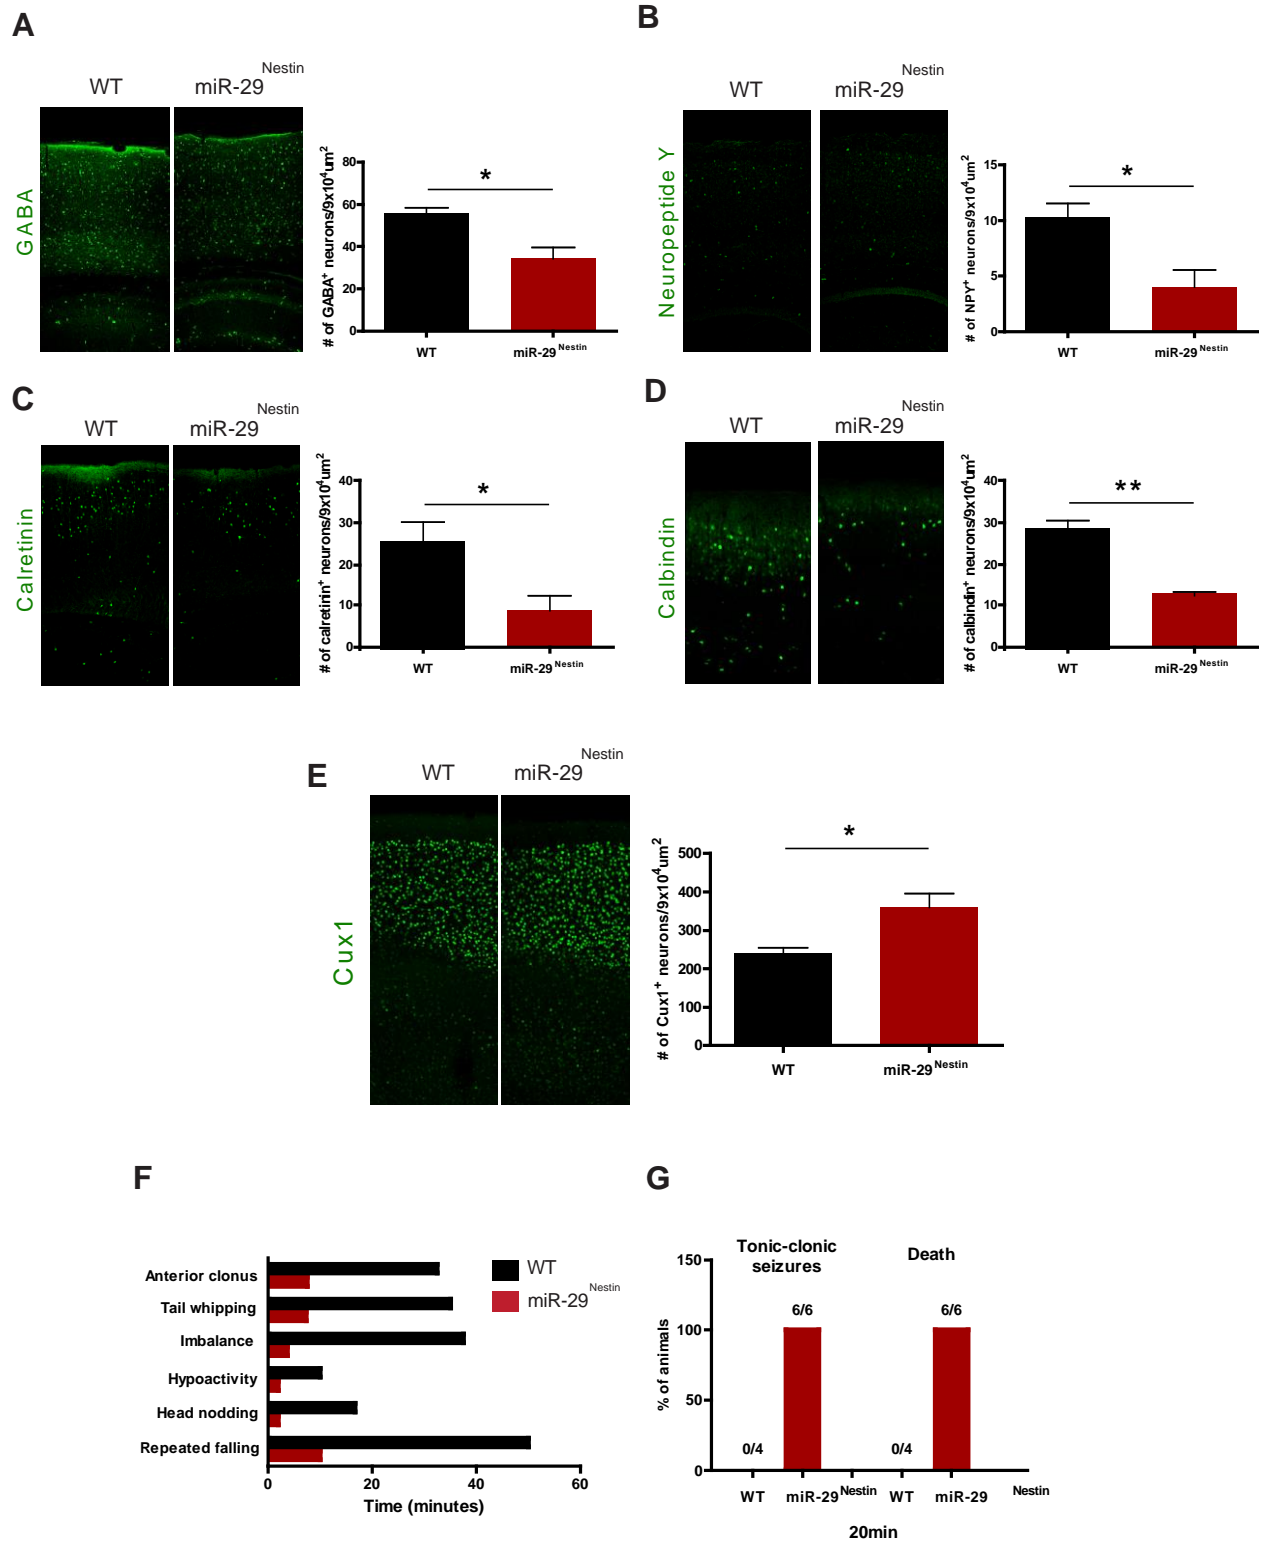 A
WT
miR-29 Nestin
GABA
# of GABA+ neurons/9x10⁴um²
80
60
40
20
0
*
WT
miR-29 Nestin
B
WT
miR-29 Nestin
Neuropeptide Y
# of NPY+ neurons/9x10⁴um²
15
10
5
0
*
WT
miR-29 Nestin
C
WT
miR-29 Nestin
Calretinin
# of calretinin+ neurons/9x10⁴um²
40
30
20
10
0
*
WT
miR-29 Nestin
D
WT
miR-29 Nestin
Calbindin
# of calbindin+ neurons/9x10⁴um²
40
30
20
10
0
**
WT
miR-29 Nestin
E
WT
miR-29 Nestin
Cux1
# of Cux1+ neurons/9x10⁴um²
500
400
300
200
100
0
*
WT
miR-29 Nestin
F
Anterior clonus
Tail whipping
Imbalance
Hypoactivity
Head nodding
Repeated falling
0 20 40 60
Time (minutes)
WT
miR-29 Nestin
G
Tonic-clonic
seizures
Death
% of animals
150
100
50
0
0/4
6/6
0/4
6/6
WT miR-29 Nestin WT miR-29 Nestin
20min